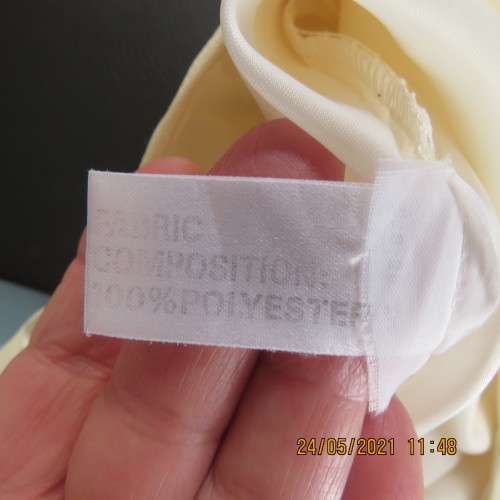 FABRIC
COMPOSITION:
100%POLYESTER
24/05/2021 11:48